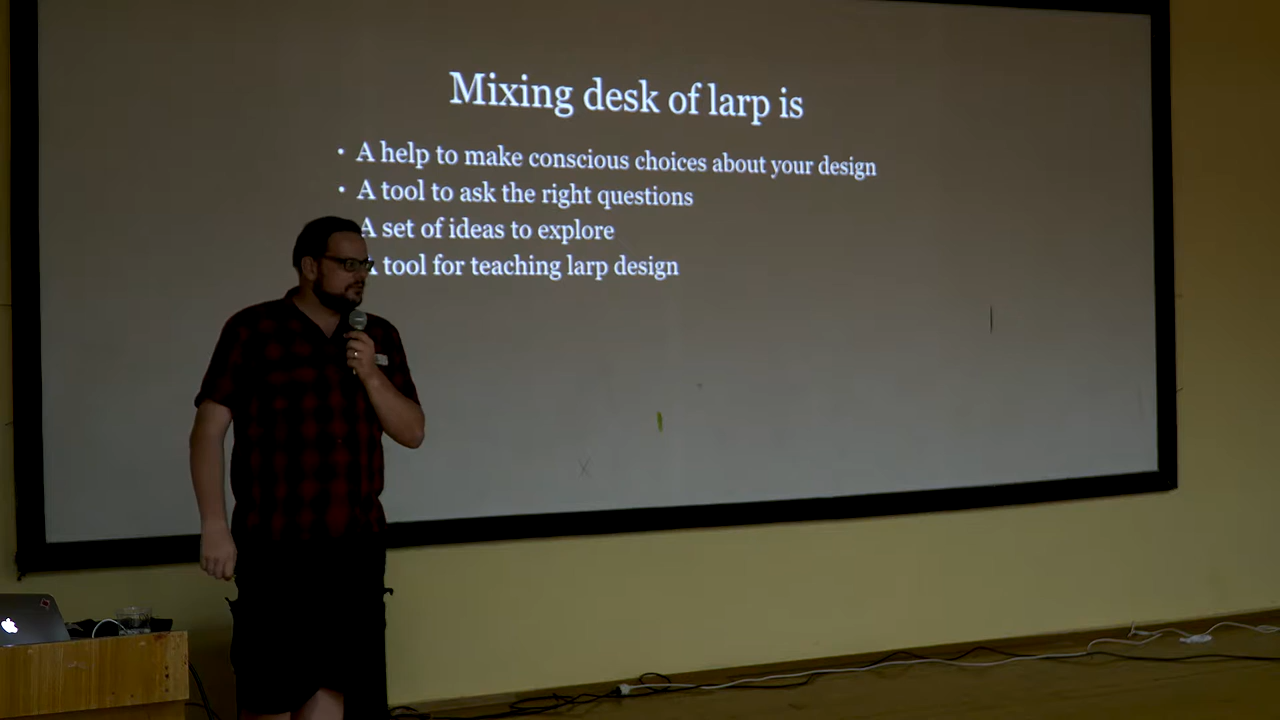 Mixing desk of larp is
• A help to make conscious choices about your design
• A tool to ask the right questions
A set of ideas to explore
A tool for teaching larp design